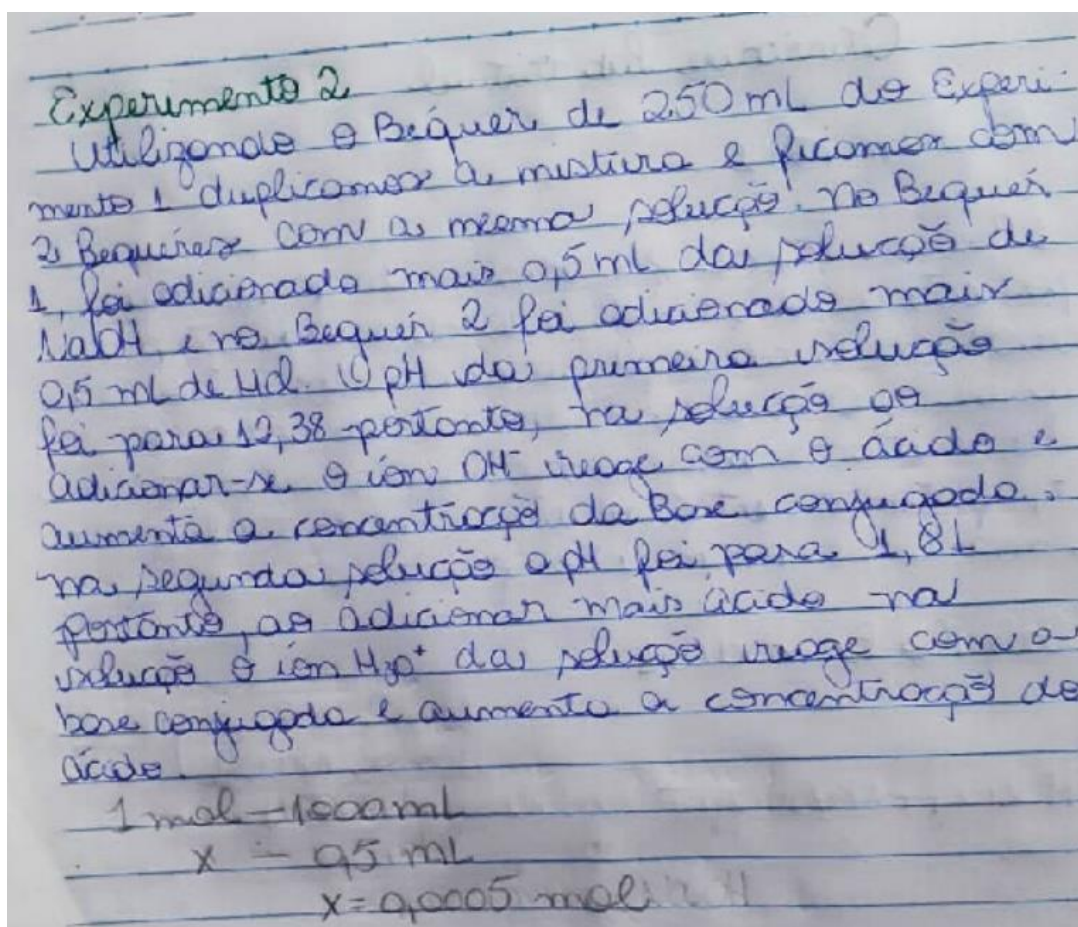 Experimento 2
Utilizando o Béquer de 250 mL do Experi-
mento 1 duplicamos a mistura e ficamos com
2 Bequéres com a mesma solução. No Bequer
1, foi adicionado mais 0,5 ml da solução de
NaOH e no Bequer 2 foi adicionado mais
0,5 ml de Hcl. O pH da primeira solução
foi para 12,38 portanto, na solução ao
adicionar-se o íon OH⁻ reage com o ácido e
aumenta a concentração da Base conjugada,
na segunda solução o pH foi para 1,81
portanto, ao adicionar mais ácido na
solução o íon H₃o⁺ da solução reage com a
base conjugada e aumenta a concentração do
ácido.
1 mol - 1000 mL
x - 0,5 mL
x = 0,0005 mol